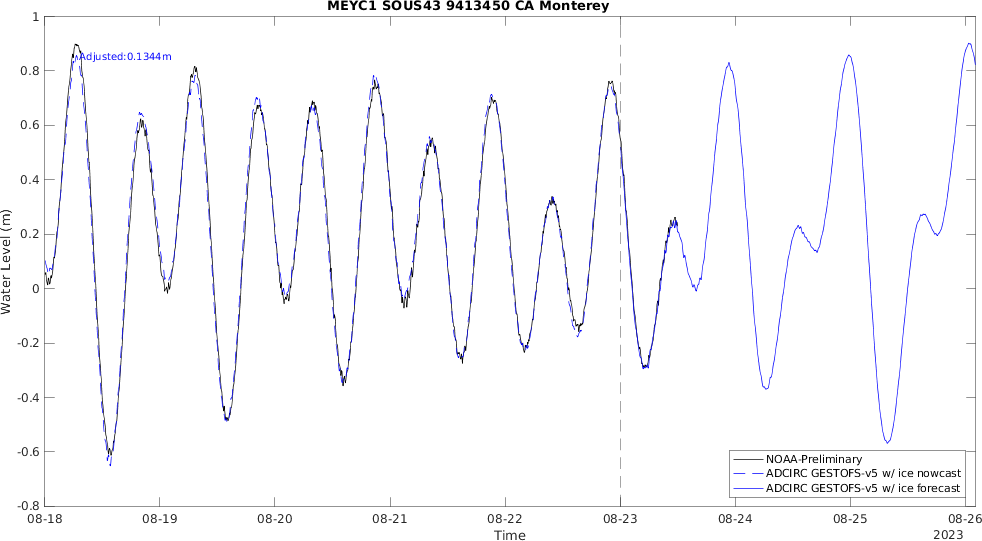 MEYC1 SOUS43 9413450 CA Monterey
1
Adjusted:0.1344m
0.8
0.6
0.4
0.2
0
-0.2
-0.4
-0.6
-0.8
Water Level (m)
NOAA-Preliminary
ADCIRC GESTOFS-v5 w/ ice nowcast
ADCIRC GESTOFS-v5 w/ ice forecast
08-18 08-19 08-20 08-21 08-22 08-23 08-24 08-25 08-26
Time
2023